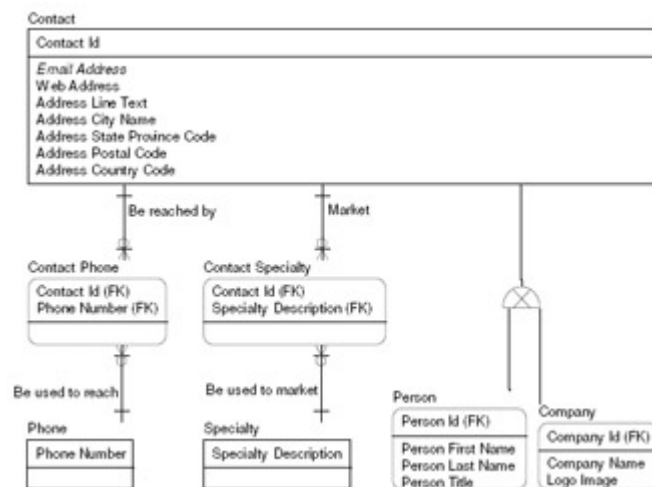 Contact
Contact Id
Email Address
Web Address
Address Line Text
Address City Name
Address State Province Code
Address Postal Code
Address Country Code
Be reached by
Market
Contact Phone
Contact Id (FK)
Phone Number (FK)
Contact Specialty
Contact Id (FK)
Specialty Description (FK)
Be used to reach
Be used to market
Phone
Phone Number
Specialty
Specialty Description
Person
Person Id (FK)
Person First Name
Person Last Name
Person Title
Company
Company Id (FK)
Company Name
Logo Image